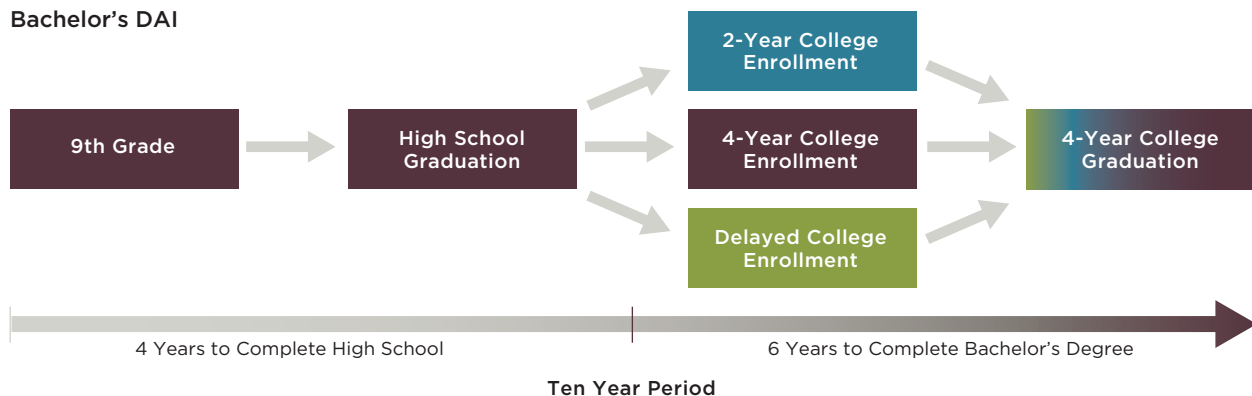 Bachelor's DAI
2-Year College
Enrollment
9th Grade
High School
Graduation
4-Year College
Enrollment
4-Year College
Graduation
Delayed College
Enrollment
4 Years to Complete High School
6 Years to Complete Bachelor's Degree
Ten Year Period